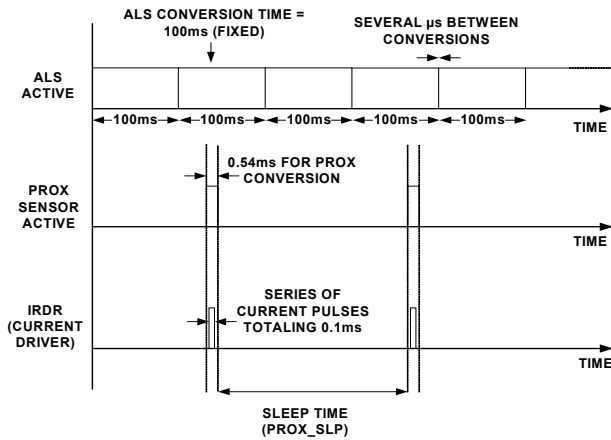 ALS CONVERSION TIME =
100ms (FIXED)
SEVERAL µs BETWEEN
CONVERSIONS
ALS
ACTIVE
100ms
100ms
100ms
100ms
100ms
TIME
0.54ms FOR PROX
CONVERSION
PROX
SENSOR
ACTIVE
TIME
SERIES OF
CURRENT PULSES
TOTALING 0.1ms
IRDR
(CURRENT
DRIVER)
TIME
SLEEP TIME
(PROX_SLP)